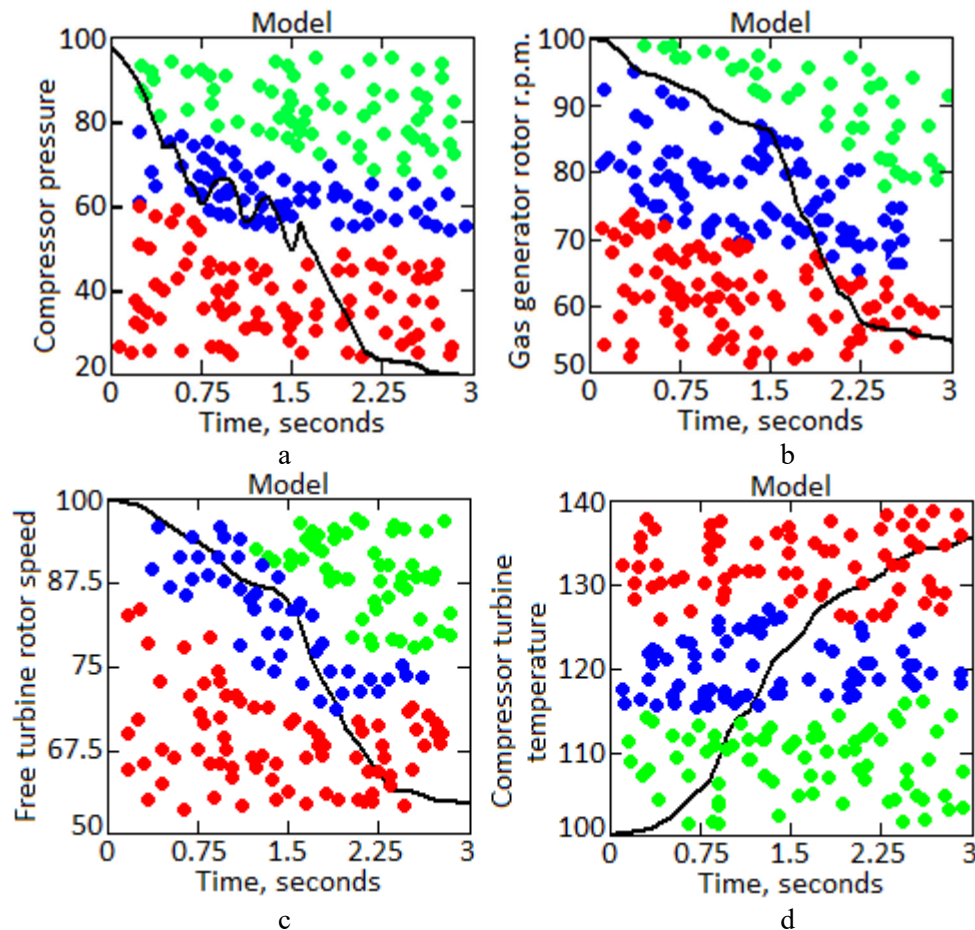 Model
Compressor pressure
100
80
60
40
20
0 0.75 1.5 2.25 3
Time, seconds
a
Model
Gas generator rotor r.p.m.
100
90
80
70
60
50
0 0.75 1.5 2.25 3
Time, seconds
b
Model
Free turbine rotor speed
100
87.5
75
67.5
50
0 0.75 1.5 2.25 3
Time, seconds
c
Model
Compressor turbine
temperature
140
130
120
110
100
0 0.75 1.5 2.25 3
Time, seconds
d